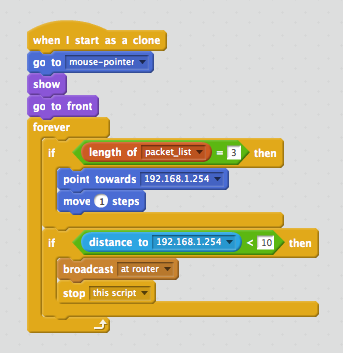 when I start as a clone
go to mouse-pointer
show
go to front
forever
if length of packet_list = 3 then
point towards 192.168.1.254
move 1 steps
if distance to 192.168.1.254 < 10 then
broadcast at router
stop this script